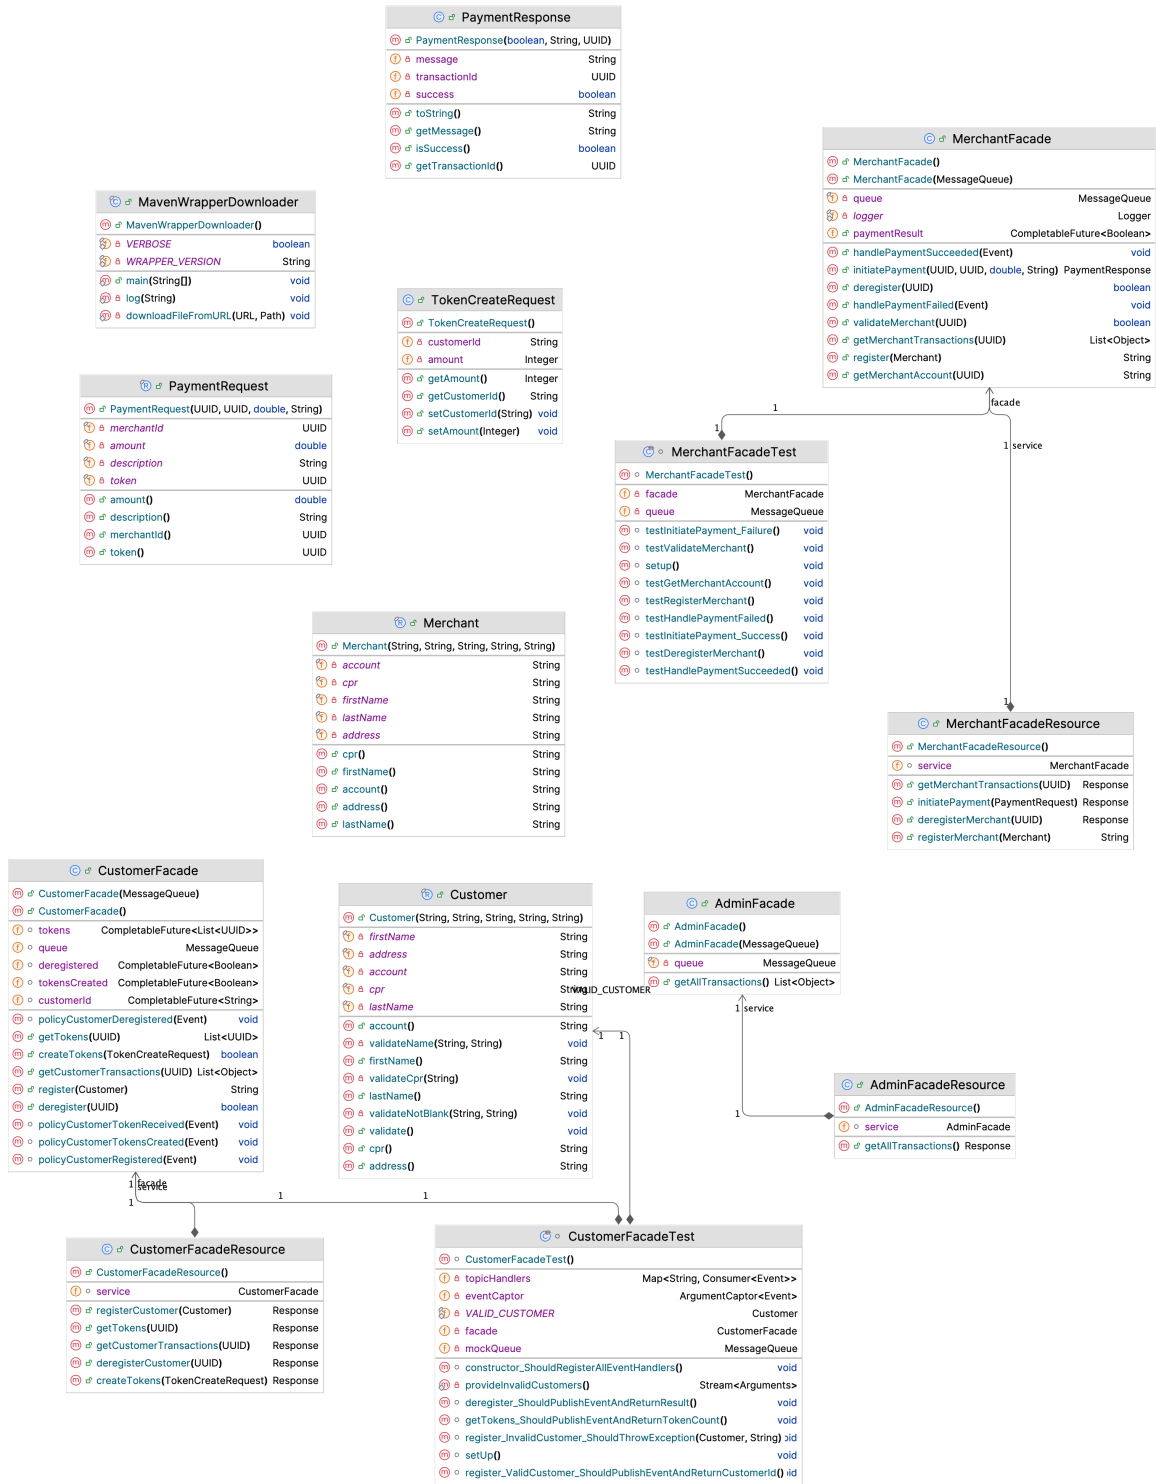 PaymentResponse
PaymentResponse(boolean, String, UUID)
message String
transactionId UUID
success boolean
toString() String
getMessage() String
isSuccess() boolean
getTransactionId() UUID
MerchantFacade
MerchantFacade()
MerchantFacade(MessageQueue)
queue MessageQueue
logger Logger
paymentResult CompletableFuture<Boolean>
handlePaymentSucceeded(Event) void
initiatePayment(UUID, UUID, double, String) PaymentResponse
deregister(UUID) boolean
handlePaymentFailed(Event) void
validateMerchant(UUID) boolean
getMerchantTransactions(UUID) List<Object>
register(Merchant) String
getMerchantAccount(UUID) String
MavenWrapperDownloader
MavenWrapperDownloader()
VERBOSE boolean
WRAPPER_VERSION String
main(String[]) void
log(String) void
downloadFileFromURL(URL, Path) void
TokenCreateRequest
TokenCreateRequest()
customerId String
amount Integer
getAmount() Integer
getCustomerId() String
setCustomerId(String) void
setAmount(Integer) void
PaymentRequest
PaymentRequest(UUID, UUID, double, String)
merchantId UUID
amount double
description String
token UUID
amount() double
description() String
merchantId() UUID
token() UUID
facade
1
1
1 service
1
MerchantFacadeTest
MerchantFacadeTest()
facade MerchantFacade
queue MessageQueue
testInitiatePayment_Failure() void
testValidateMerchant() void
setup() void
testGetMerchantAccount() void
testRegisterMerchant() void
testHandlePaymentFailed() void
testInitiatePayment_Success() void
testDeregisterMerchant() void
testHandlePaymentSucceeded() void
Merchant
Merchant(String, String, String, String, String)
account String
cpr String
firstName String
lastName String
address String
cpr() String
firstName() String
account() String
address() String
lastName() String
MerchantFacadeResource
MerchantFacadeResource()
service MerchantFacade
getMerchantTransactions(UUID) Response
initiatePayment(PaymentRequest) Response
deregisterMerchant(UUID) Response
registerMerchant(Merchant) String
CustomerFacade
CustomerFacade(MessageQueue)
CustomerFacade()
tokens CompletableFuture<List<UUID>>
queue MessageQueue
deregistered CompletableFuture<Boolean>
tokensCreated CompletableFuture<Boolean>
customerId CompletableFuture<String>
policyCustomerDeregistered(Event) void
getTokens(UUID) List<UUID>
createTokens(TokenCreateRequest) boolean
getCustomerTransactions(UUID) List<Object>
register(Customer) String
deregister(UUID) boolean
policyCustomerTokenReceived(Event) void
policyCustomerTokensCreated(Event) void
policyCustomerRegistered(Event) void
Customer
Customer(String, String, String, String, String)
firstName String
address String
account String
cpr String
VALID_CUSTOMER
lastName String
account() String
validateName(String, String) void
firstName() String
validateCpr(String) void
lastName() String
validateNotBlank(String, String) void
validate() void
cpr() String
address() String
1
1
AdminFacade
AdminFacade()
AdminFacade(MessageQueue)
queue MessageQueue
getAllTransactions() List<Object>
1 service
1
AdminFacadeResource
AdminFacadeResource()
service AdminFacade
getAllTransactions() Response
1 facade
service
1
1
1
CustomerFacadeResource
CustomerFacadeResource()
service CustomerFacade
registerCustomer(Customer) Response
getTokens(UUID) Response
getCustomerTransactions(UUID) Response
deregisterCustomer(UUID) Response
createTokens(TokenCreateRequest) Response
CustomerFacadeTest
CustomerFacadeTest()
topicHandlers Map<String, Consumer<Event>>
eventCaptor ArgumentCaptor<Event>
VALID_CUSTOMER Customer
facade CustomerFacade
mockQueue MessageQueue
constructor_ShouldRegisterAllEventHandlers() void
provideInvalidCustomers() Stream<Arguments>
deregister_ShouldPublishEventAndReturnResult() void
getTokens_ShouldPublishEventAndReturnTokenCount() void
register_InvalidCustomer_ShouldThrowException(Customer, String)
setUp() void
register_ValidCustomer_ShouldPublishEventAndReturnCustomerId()